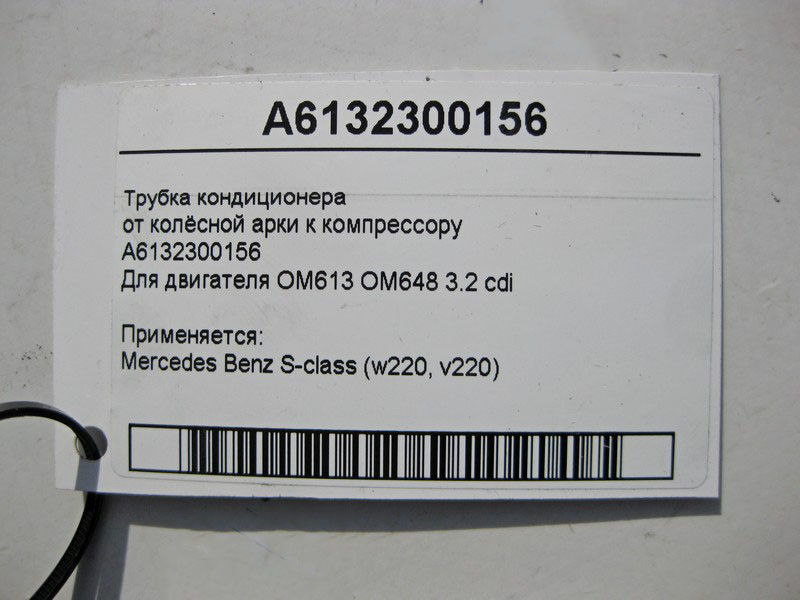 A6132300156
Трубка кондиционера
от колёсной арки к компрессору
A6132300156
Для двигателя OM613 OM648 3.2 cdi
Применяется:
Mercedes Benz S-class (w220, v220)